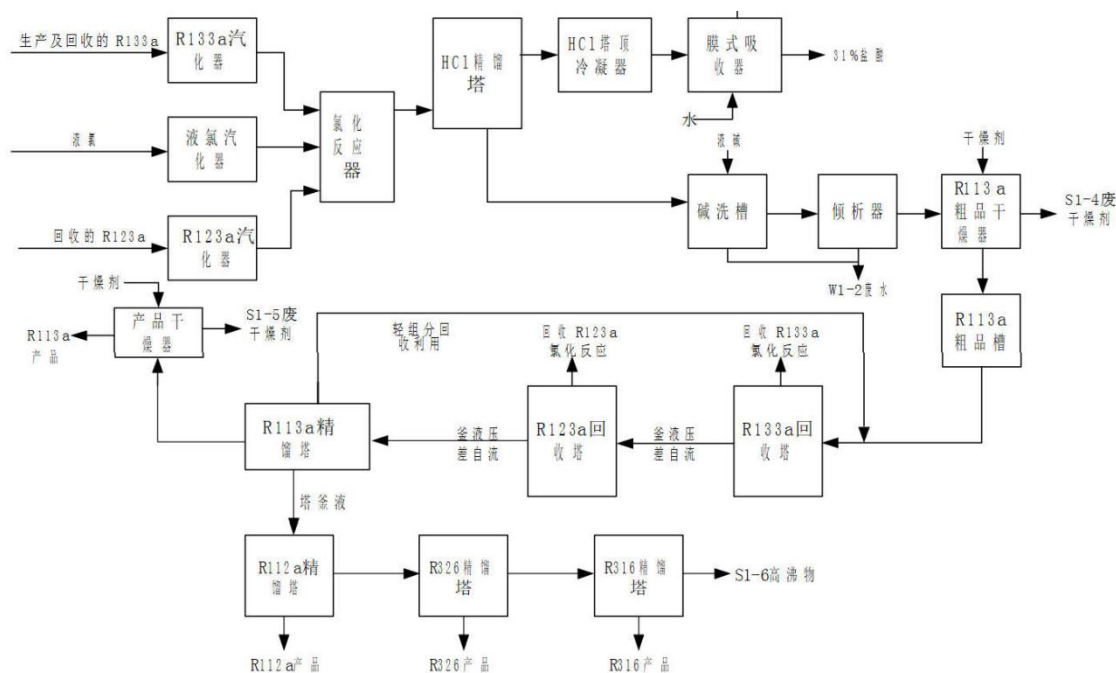 生产及回收的 R133a
R133a汽
化器
HCl精馏
塔
HCl塔顶
冷凝器
膜式吸
收器
31%盐酸
水
液氯
液氯汽
化器
氯化
反应
器
液碱
干燥剂
碱洗槽
倾析器
R113a
粗品干
燥器
S1-4废
干燥剂
回收的 R123a
R123a汽
化器
W1-2废水
干燥剂
产品干
燥器
R113a
产品
S1-5废
干燥剂
轻组分回
收利用
回收R123a
氯化反应
回收R133a
氯化反应
R113a
粗品槽
R113a精
馏塔
釜液压
差自流
R123a回
收塔
釜液压
差自流
R133a回
收塔
塔釜液
R112a精
馏塔
R326精馏
塔
R316精馏
塔
S1-6高沸物
R112a产品
R326产品
R316产品